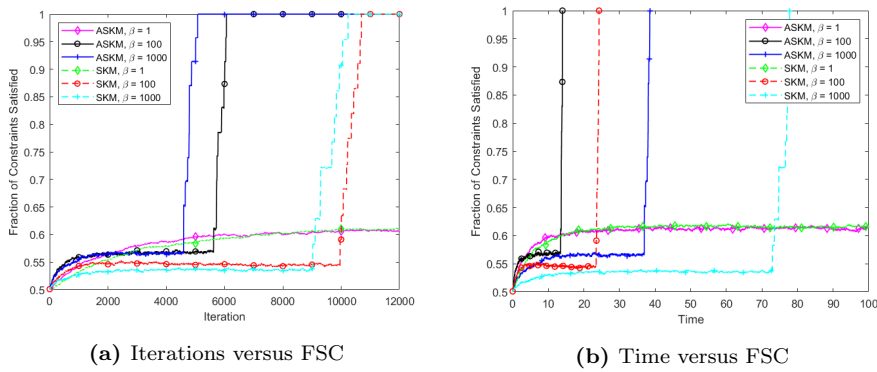 Fraction of Constraints Satisfied
1
0.95
0.9
0.85
0.8
0.75
0.7
0.65
0.6
0.55
0.5
ASKM, β = 1
ASKM, β = 100
ASKM, β = 1000
SKM, β = 1
SKM, β = 100
SKM, β = 1000
0 2000 4000 6000 8000 10000 12000
Iteration
(a) Iterations versus FSC
Fraction of Constraints Satisfied
1
0.95
0.9
0.85
0.8
0.75
0.7
0.65
0.6
0.55
0.5
ASKM, β = 1
ASKM, β = 100
ASKM, β = 1000
SKM, β = 1
SKM, β = 100
SKM, β = 1000
0 10 20 30 40 50 60 70 80 90 100
Time
(b) Time versus FSC